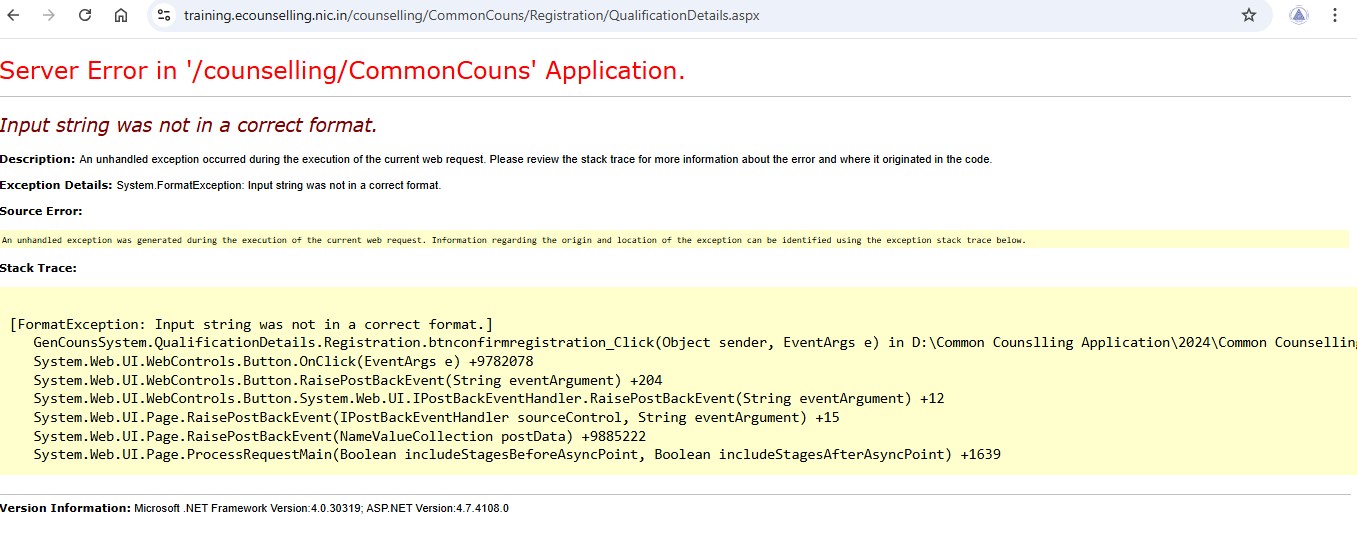 training.ecounselling.nic.in/counselling/CommonCouns/Registration/QualificationDetails.aspx
Server Error in '/counselling/CommonCouns' Application.
Input string was not in a correct format.
Description: An unhandled exception occurred during the execution of the current web request. Please review the stack trace for more information about the error and where it originated in the code.
Exception Details: System.FormatException: Input string was not in a correct format.
Source Error:
An unhandled exception was generated during the execution of the current web request. Information regarding the origin and location of the exception can be identified using the exception stack trace below.
Stack Trace:
[FormatException: Input string was not in a correct format.]
GenCounsSystem.QualificationDetails.Registration.btnconfirmregistration_Click(Object sender, EventArgs e) in D:\Common Counslling Application\2024\Common Counselling
System.Web.UI.WebControls.Button.OnClick(EventArgs e) +9782078
System.Web.UI.WebControls.Button.RaisePostBackEvent(String eventArgument) +204
System.Web.UI.WebControls.Button.System.Web.UI.IPostBackEventHandler.RaisePostBackEvent(String eventArgument) +12
System.Web.UI.Page.RaisePostBackEvent(IPostBackEventHandler sourceControl, String eventArgument) +15
System.Web.UI.Page.RaisePostBackEvent(NameValueCollection postData) +9885222
System.Web.UI.Page.ProcessRequestMain(Boolean includeStagesBeforeAsyncPoint, Boolean includeStagesAfterAsyncPoint) +1639
Version Information: Microsoft .NET Framework Version:4.0.30319; ASP.NET Version:4.7.4108.0